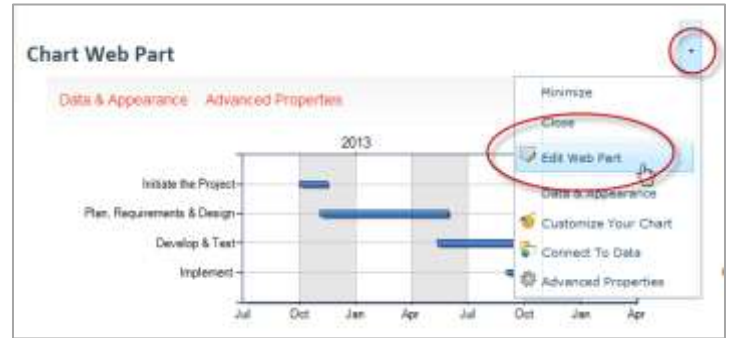 Chart Web Part
Data & Appearance Advanced Properties
Minimize
Close
Edit Web Part
Data & Appearance
Customize Your Chart
Connect To Data
Advanced Properties
2013
Initiate the Project
Plan, Requirements & Design
Develop & Test
Implement
Jul Oct Jan Apr Jul Oct Jan Apr